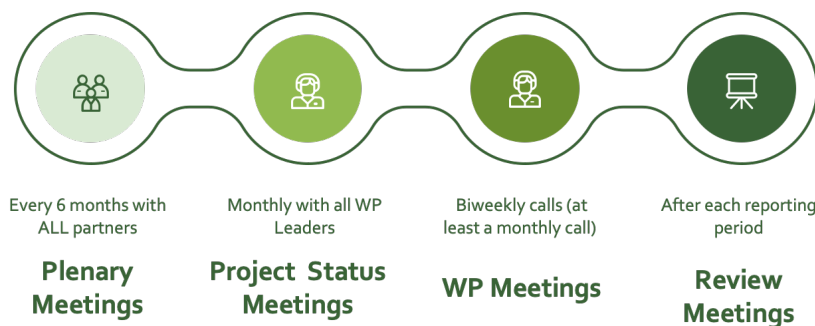 Every 6 months with
ALL partners
Plenary
Meetings
Monthly with all WP
Leaders
Project Status
Meetings
Biweekly calls (at
least a monthly call)
WP Meetings
After each reporting
period
Review
Meetings